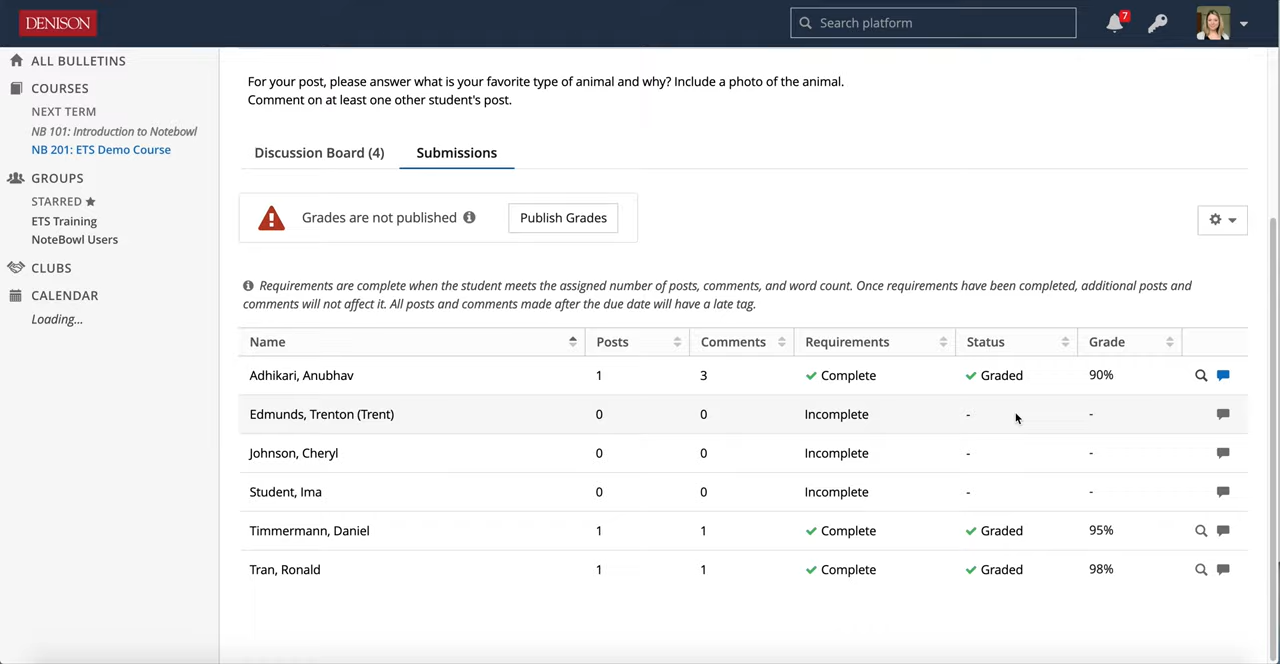 DENISON
Search platform
7
ALL BULLETINS
COURSES
NEXT TERM
NB 101: Introduction to Notebowl
NB 201: ETS Demo Course
GROUPS
STARRED ★
ETS Training
NoteBowl Users
CLUBS
CALENDAR
Loading...
For your post, please answer what is your favorite type of animal and why? Include a photo of the animal.
Comment on at least one other student's post.
Discussion Board (4) Submissions
Grades are not published Publish Grades
Requirements are complete when the student meets the assigned number of posts, comments, and word count. Once requirements have been completed, additional posts and
comments will not affect it. All posts and comments made after the due date will have a late tag.
Name Posts Comments Requirements Status Grade
Adhikari, Anubhav 1 3 Complete Graded 90%
Edmunds, Trenton (Trent) 0 0 Incomplete - -
Johnson, Cheryl 0 0 Incomplete - -
Student, Ima 0 0 Incomplete - -
Timmermann, Daniel 1 1 Complete Graded 95%
Tran, Ronald 1 1 Complete Graded 98%